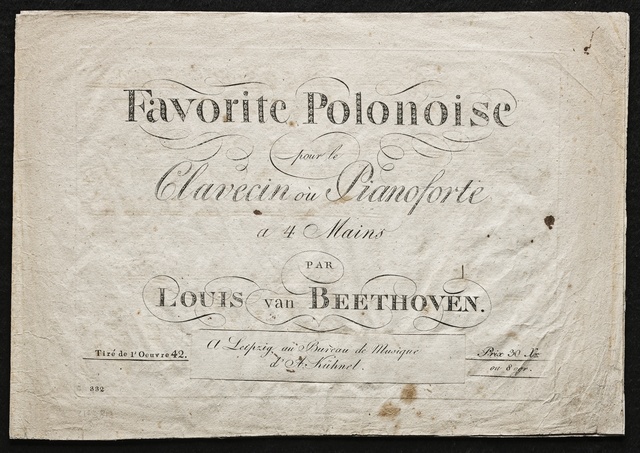 Favorite Polonoise
pour le
Clavecin où Pianoforte
a 4 Mains
PAR
LOUIS van BEETHOVEN.
Tiré de l'Oeuvre 42.
A Leipzig au Bureau de Musique
d'A. Kühnel.
Prix 30 Xr.
ou 8 gr.
332